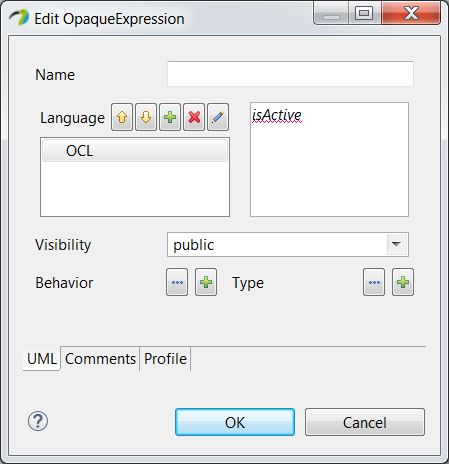 Edit OpaqueExpression
Name
Language
isActive
OCL
Visibility public
Behavior Type
UML Comments Profile
? OK Cancel